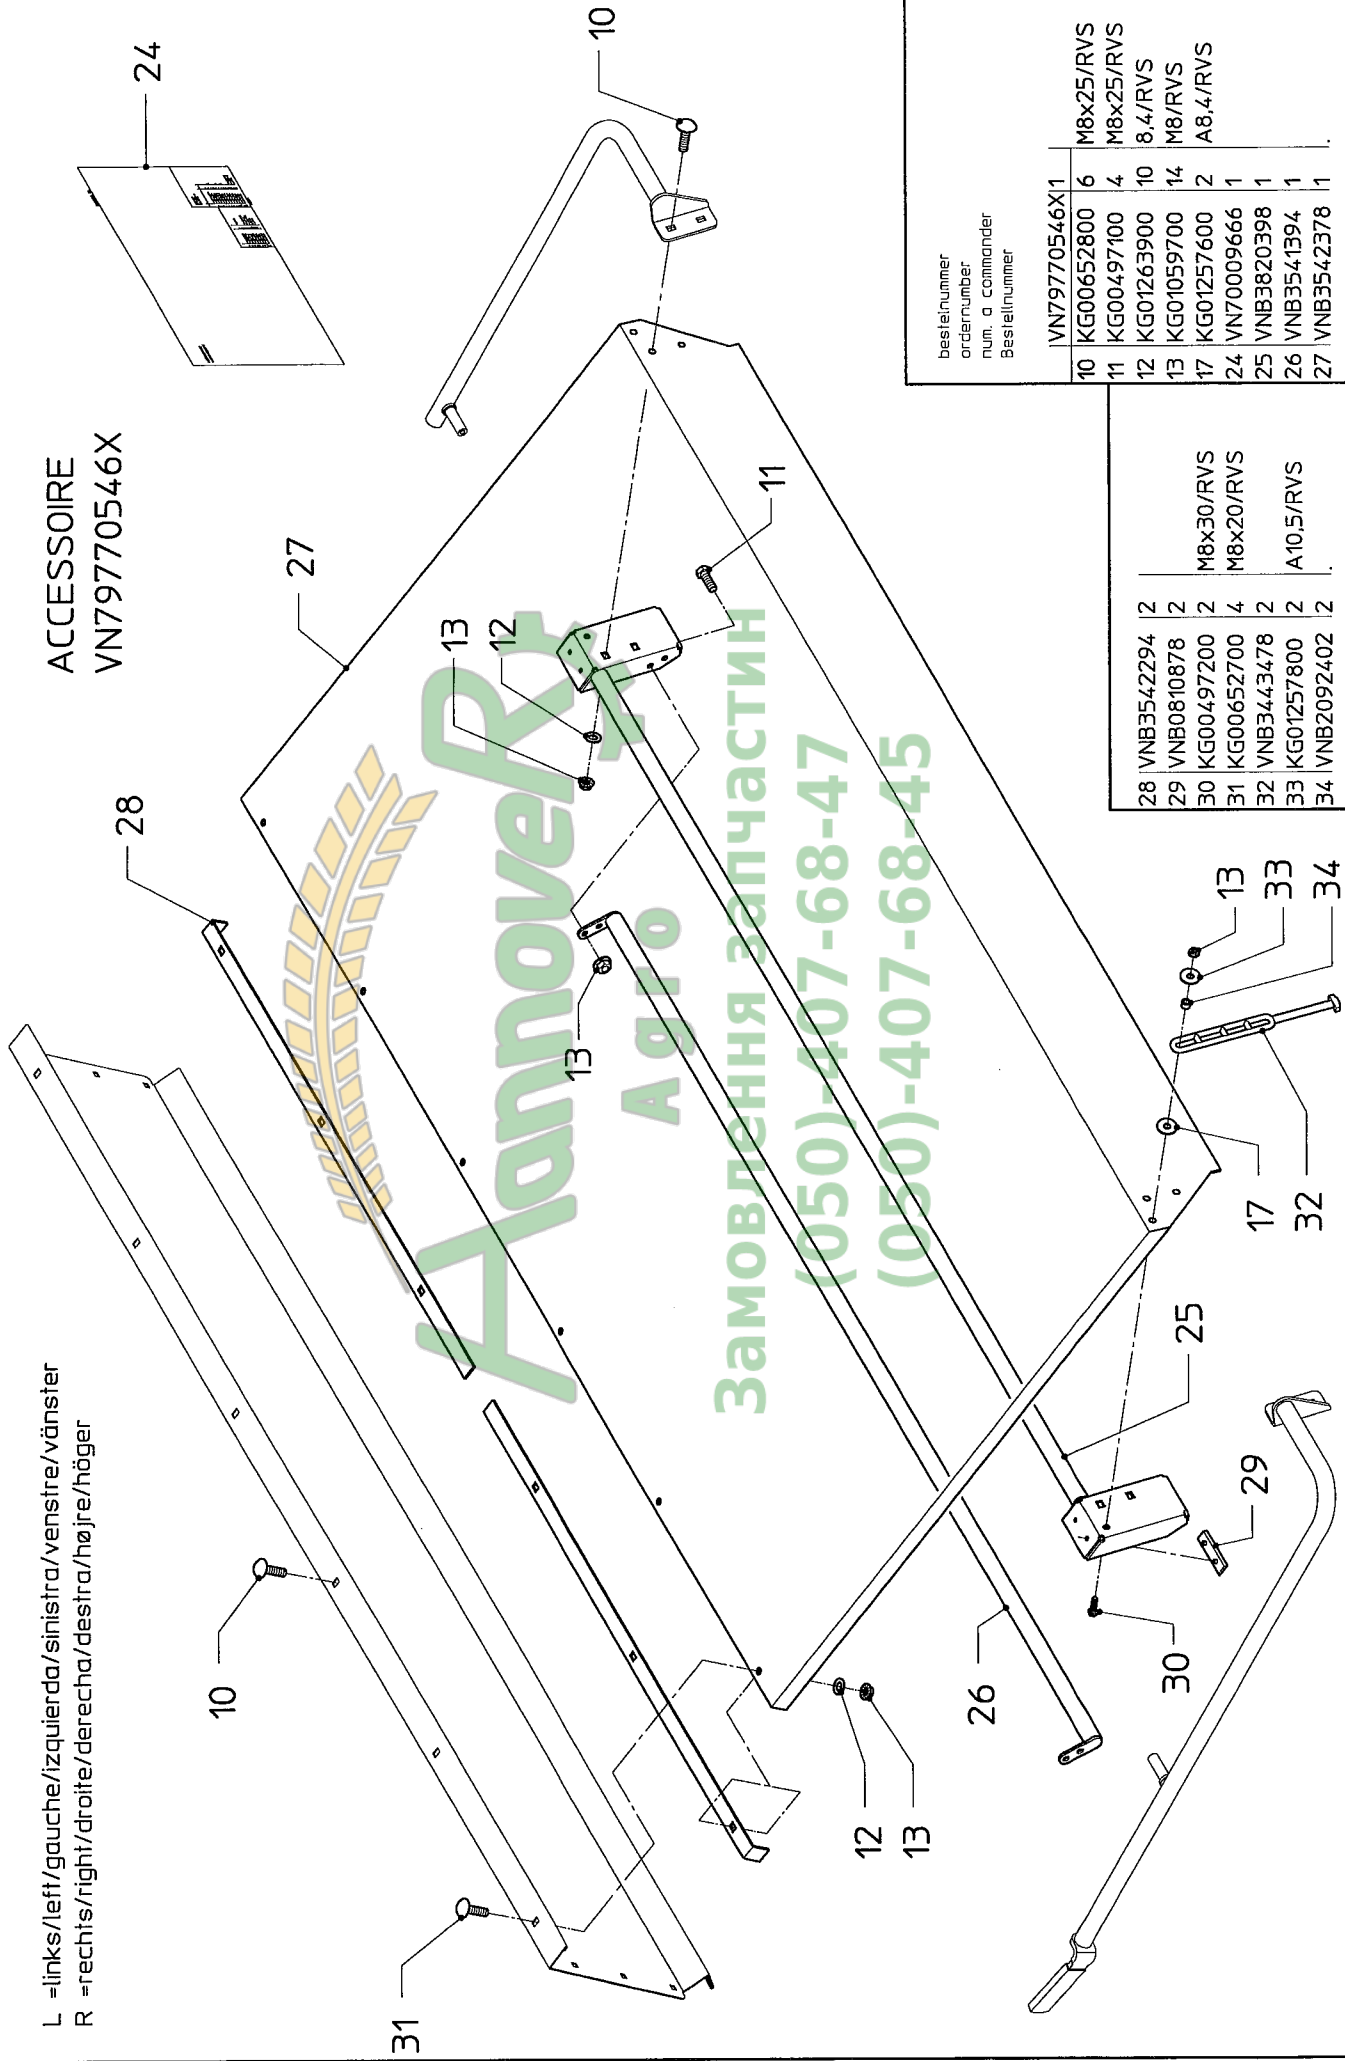 L =links/left/gauche/izquierda/sinistra/venstre/vänster
R =rechts/right/droite/derecha/destra/højre/höger
ACCESSOIRE
VN79770546X
24
10
27
28
13
12
11
10
31
13
12
13
26
30
29
25
17
32
13
33
34
HannoveR
Agro
Замовлення запчастин
(050)-407-68-47
(050)-407-68-45
28 VNB3542294 2
29 VNB0810878 2
30 KG00497200 2 M8x30/RVS
31 KG00652700 4 M8x20/RVS
32 VNB3443478 2
33 KG01257800 2 A10,5/RVS
34 VNB2092402 2 .
bestelnummer
ordernumber
num. a commander
Bestellnummer
VN79770546X 1
10 KG00652800 6 M8x25/RVS
11 KG00497100 4 M8x25/RVS
12 KG01263900 10 8,4/RVS
13 KG01059700 14 M8/RVS
17 KG01257600 2 A8,4/RVS
24 VN70009666 1
25 VNB3820398 1
26 VNB3541394 1
27 VNB3542378 1 .